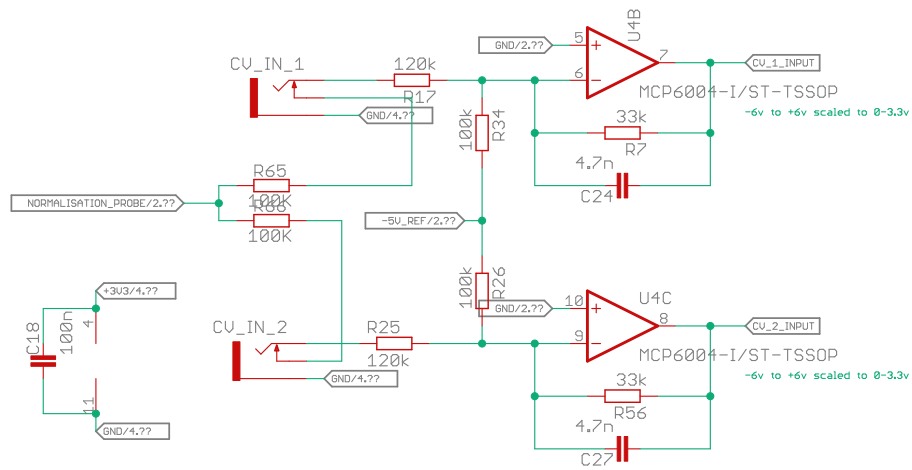 U4B
GND/2.??
5
6
7
CV_1_INPUT
CV_IN_1
120k
R17
GND/4.??
MCP6004-I/ST-TSSOP
-6v to +6v scaled to 0-3.3v
100k
R34
33k
R7
4.7n
C24
R65
100K
NORMALISATION_PROBE/2.??
R66
100K
-5V_REF/2.??
100k
R26
+3V3/4.??
C18
100n
4
11
GND/4.??
CV_IN_2
R25
120k
GND/4.??
GND/2.??
10
9
8
U4C
CV_2_INPUT
MCP6004-I/ST-TSSOP
-6v to +6v scaled to 0-3.3v
33k
R56
4.7n
C27